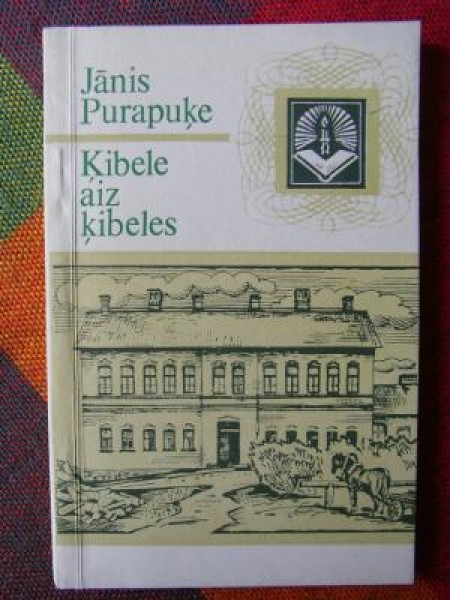 Jānis
Purapuķe
Ķibele
aiz
ķibeles